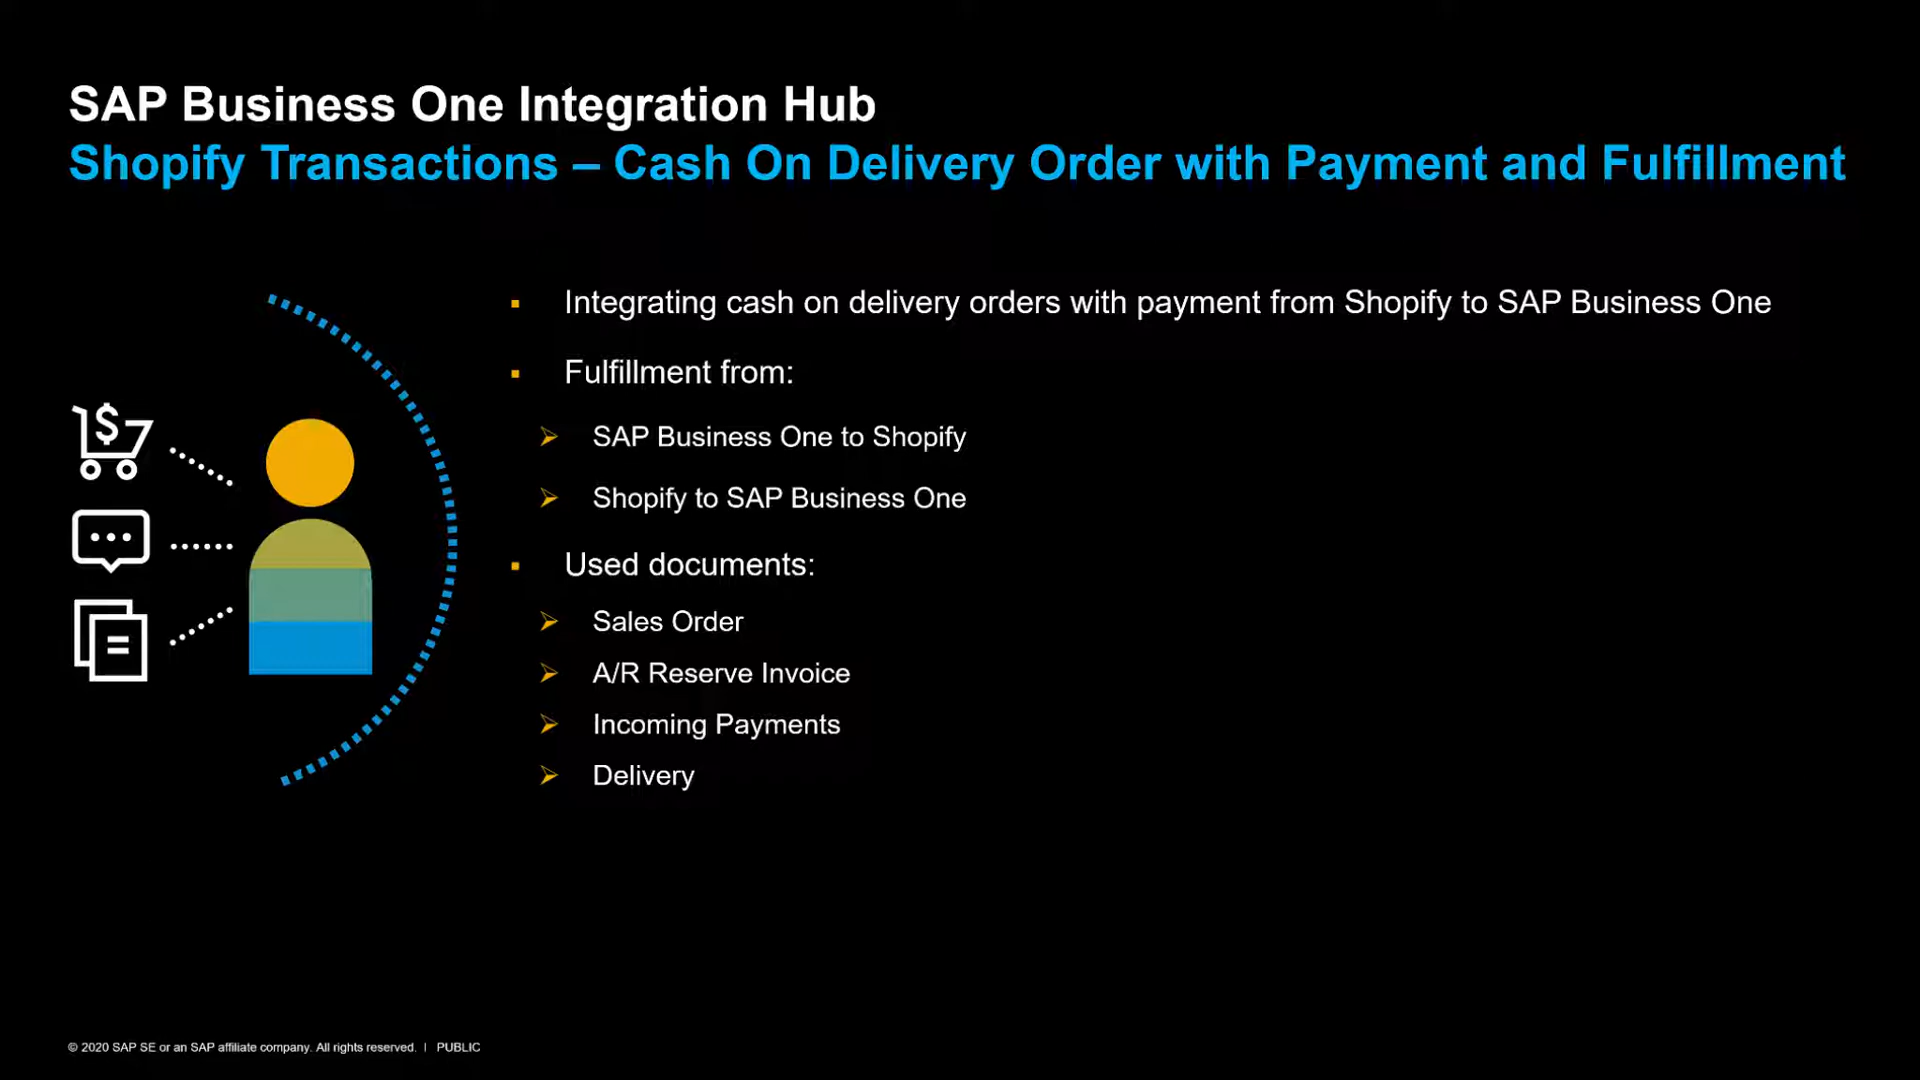 SAP Business One Integration Hub
Shopify Transactions – Cash On Delivery Order with Payment and Fulfillment
▪ Integrating cash on delivery orders with payment from Shopify to SAP Business One
▪ Fulfillment from:
➢ SAP Business One to Shopify
➢ Shopify to SAP Business One
▪ Used documents:
➢ Sales Order
➢ A/R Reserve Invoice
➢ Incoming Payments
➢ Delivery
© 2020 SAP SE or an SAP affiliate company. All rights reserved. | PUBLIC